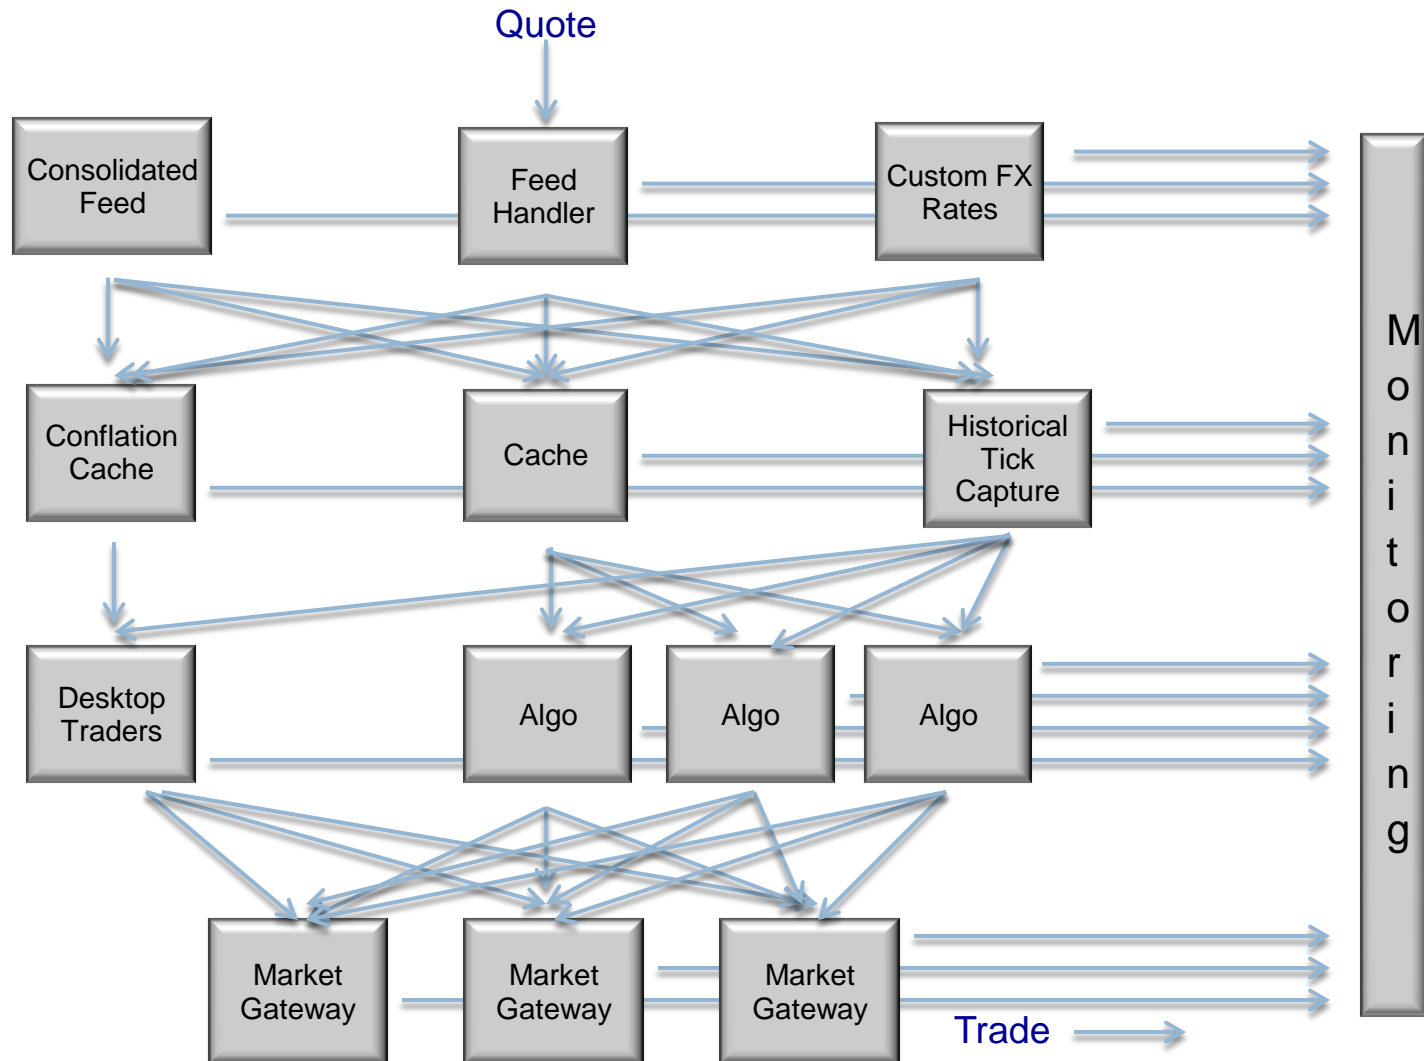 Quote
Consolidated
Feed
Feed
Handler
Custom FX
Rates
Conflation
Cache
Cache
Historical
Tick
Capture
Desktop
Traders
Algo
Algo
Algo
Market
Gateway
Market
Gateway
Market
Gateway
Trade
M
o
n
i
t
o
r
i
n
g